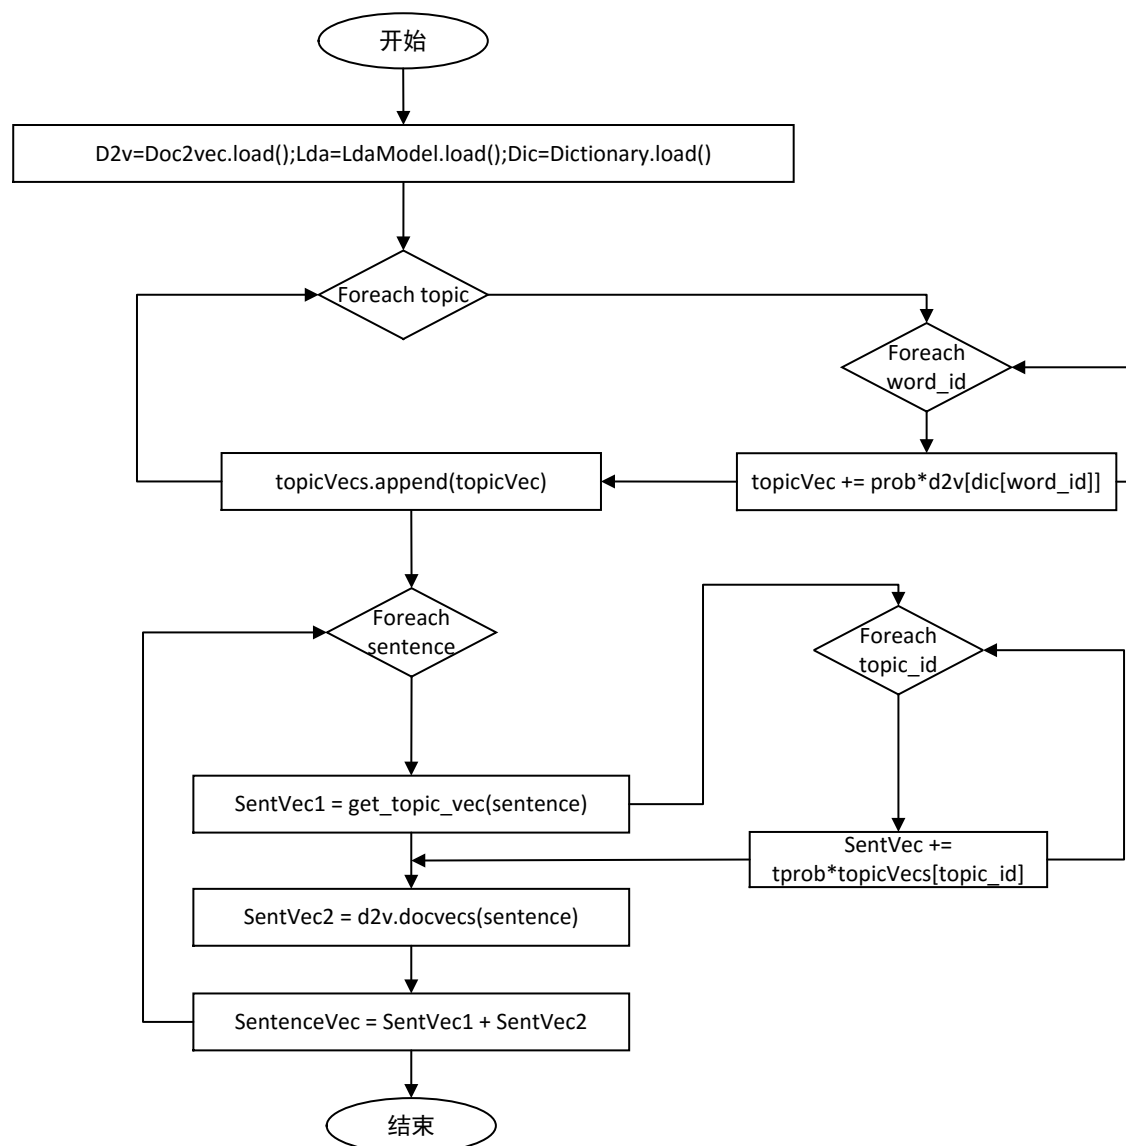 开始
D2v=Doc2vec.load();Lda=LdaModel.load();Dic=Dictionary.load()
Foreach topic
Foreach
word_id
topicVecs.append(topicVec)
topicVec += prob*d2v[dic[word_id]]
Foreach
sentence
Foreach
topic_id
SentVec1 = get_topic_vec(sentence)
SentVec +=
tprob*topicVecs[topic_id]
SentVec2 = d2v.docvecs(sentence)
SentenceVec = SentVec1 + SentVec2
结束